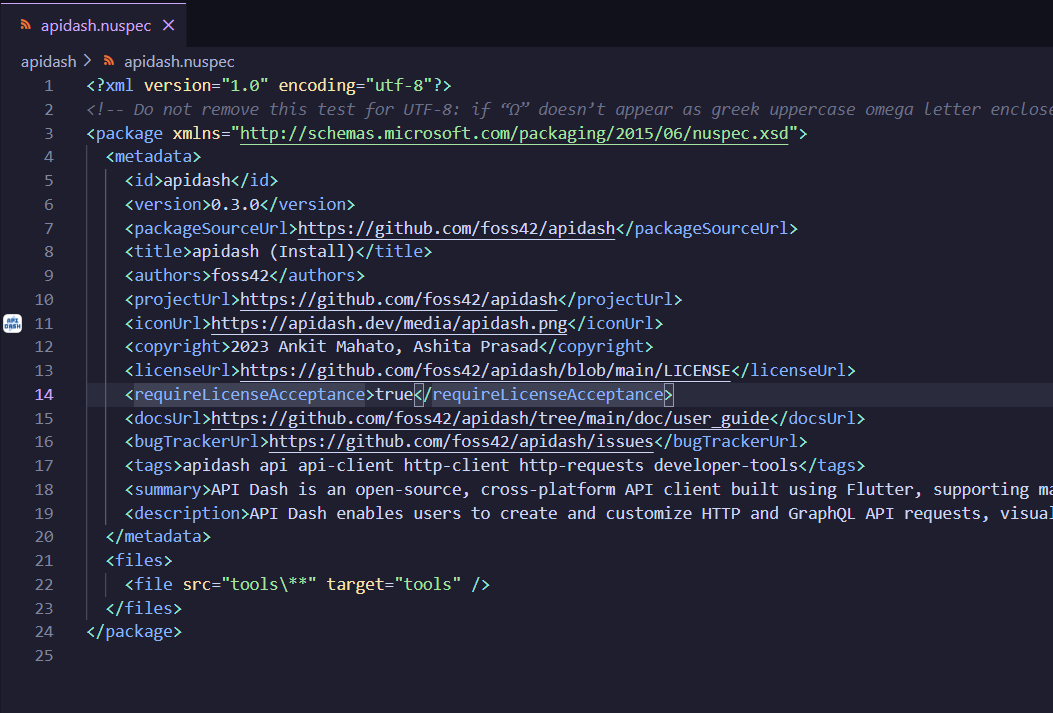 apidash.nuspec
apidash > apidash.nuspec
1 <?xml version="1.0" encoding="utf-8"?>
2 <!-- Do not remove this test for UTF-8: if “Ω” doesn’t appear as greek uppercase omega letter enclose
3 <package xmlns="http://schemas.microsoft.com/packaging/2015/06/nuspec.xsd">
4 <metadata>
5 <id>apidash</id>
6 <version>0.3.0</version>
7 <packageSourceUrl>https://github.com/foss42/apidash</packageSourceUrl>
8 <title>apidash (Install)</title>
9 <authors>foss42</authors>
10 <projectUrl>https://github.com/foss42/apidash</projectUrl>
API DASH
11 <iconUrl>https://apidash.dev/media/apidash.png</iconUrl>
12 <copyright>2023 Ankit Mahato, Ashita Prasad</copyright>
13 <licenseUrl>https://github.com/foss42/apidash/blob/main/LICENSE</licenseUrl>
14 <requireLicenseAcceptance>true</requireLicenseAcceptance>
15 <docsUrl>https://github.com/foss42/apidash/tree/main/doc/user_guide</docsUrl>
16 <bugTrackerUrl>https://github.com/foss42/apidash/issues</bugTrackerUrl>
17 <tags>apidash api api-client http-client http-requests developer-tools</tags>
18 <summary>API Dash is an open-source, cross-platform API client built using Flutter, supporting ma
19 <description>API Dash enables users to create and customize HTTP and GraphQL API requests, visual
20 </metadata>
21 <files>
22 <file src="tools\**" target="tools" />
23 </files>
24 </package>
25